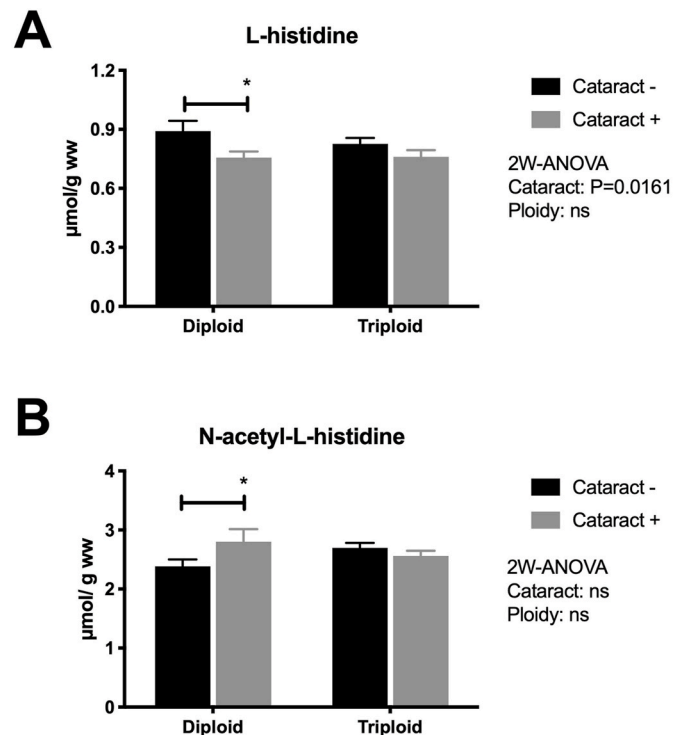 A
L-histidine
1.2
0.9
0.6
0.3
0.0
µmol/g ww
*
Diploid
Triploid
Cataract -
Cataract +
2W-ANOVA
Cataract: P=0.0161
Ploidy: ns
B
N-acetyl-L-histidine
4
3
2
1
0
µmol/ g ww
*
Diploid
Triploid
Cataract -
Cataract +
2W-ANOVA
Cataract: ns
Ploidy: ns